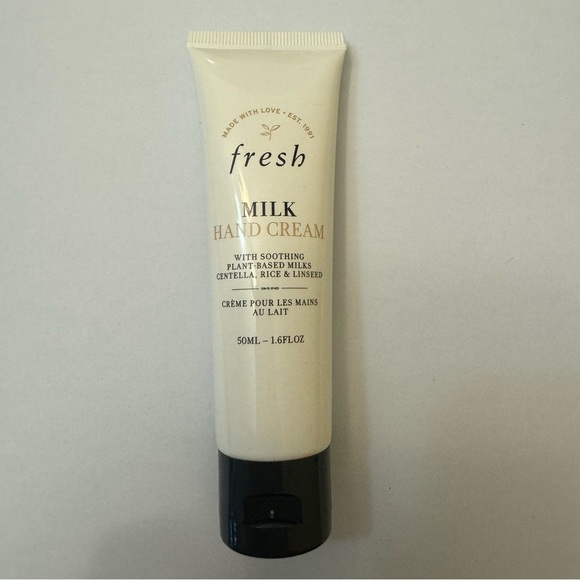 MADE WITH LOVE • EST. 1991
fresh
MILK
HAND CREAM
WITH SOOTHING
PLANT-BASED MILKS
CENTELLA, RICE & LINSEED
CRÈME POUR LES MAINS
AU LAIT
50ML – 1.6FLOZ